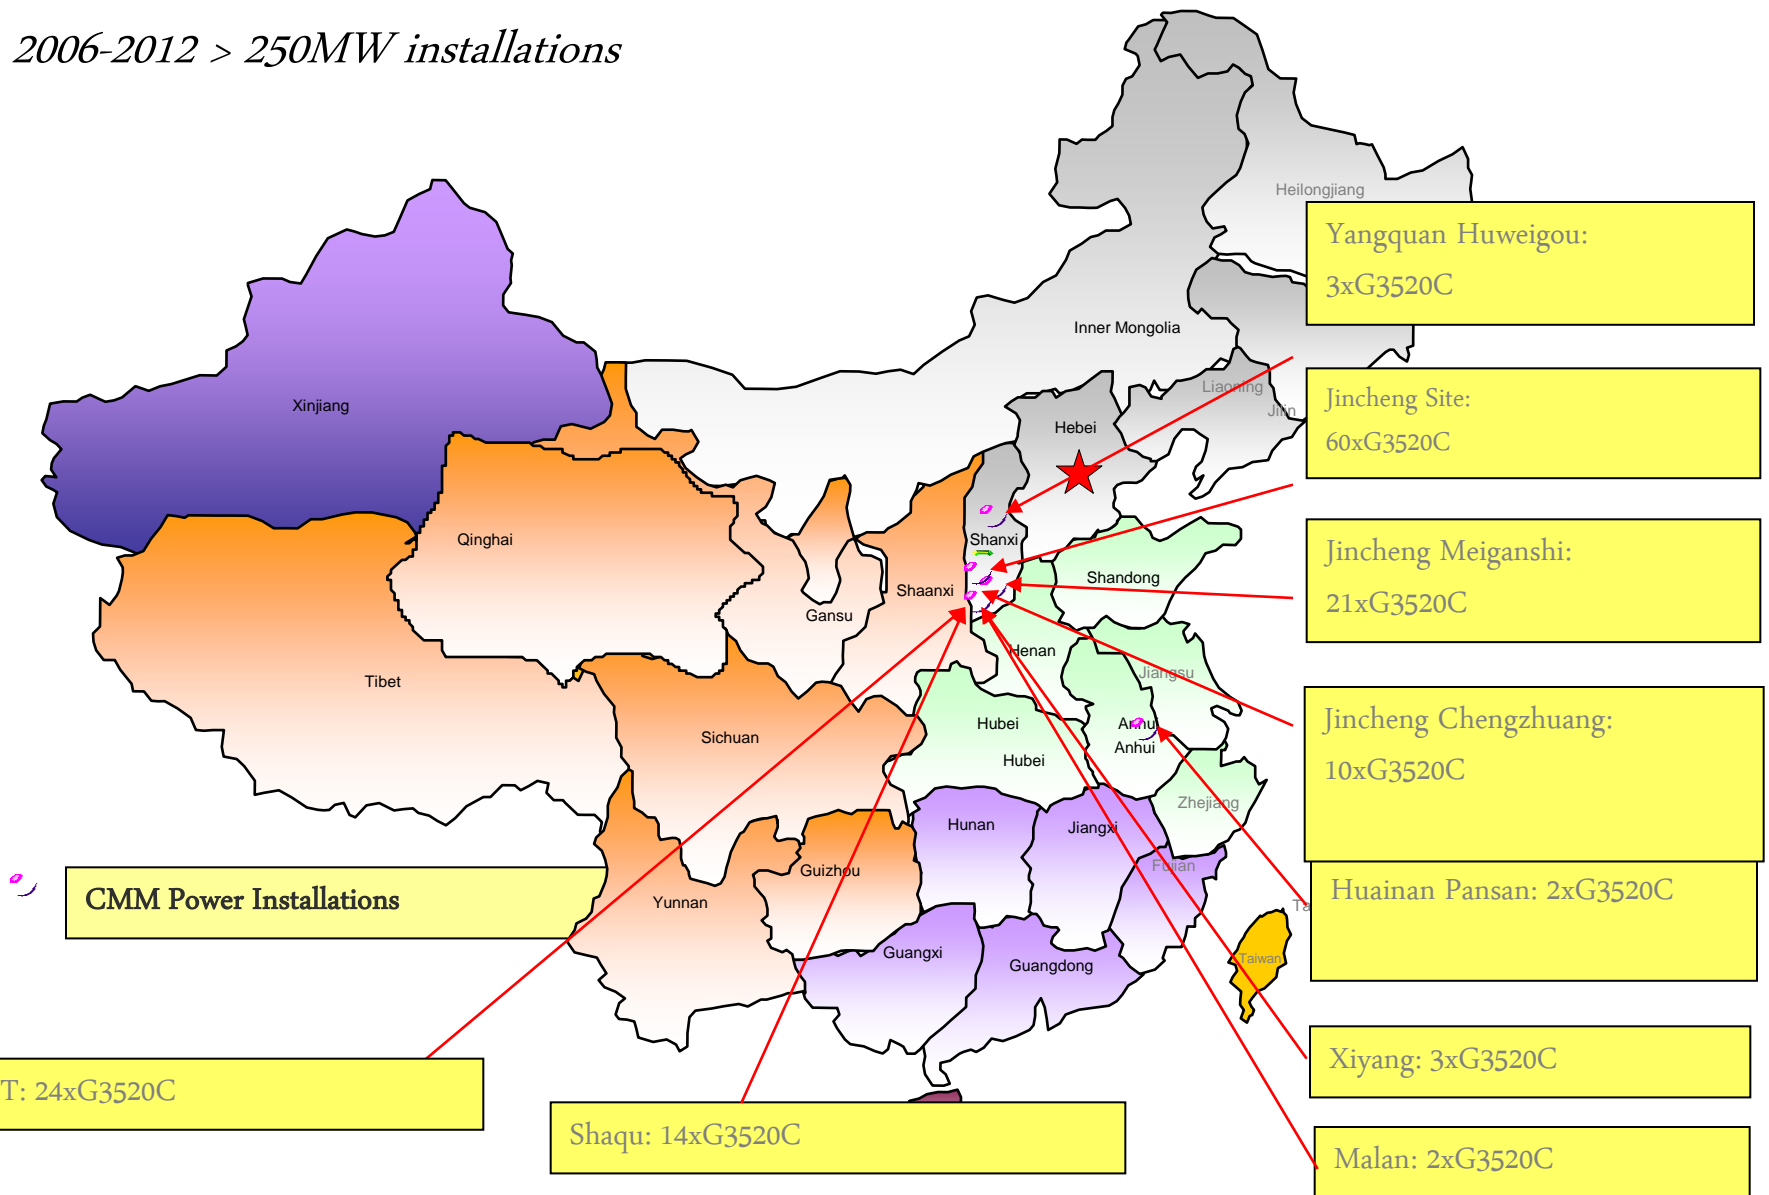 2006-2012 > 250MW installations
Heilongjiang
Yangquan Huweigou:
3xG3520C
Inner Mongolia
Liaoning
Jilin
Jincheng Site:
60xG3520C
Xinjiang
Hebei
Qinghai
Shanxi
Jincheng Meiganshi:
21xG3520C
Shandong
Shaanxi
Gansu
Henan
Jiangsu
Tibet
Jincheng Chengzhuang:
10xG3520C
Sichuan
Hubei
Anhui
Hubei
Anhui
Zhejiang
Hunan
Jiangxi
Fujian
Guizhou
CMM Power Installations
Yunnan
Huainan Pansan: 2xG3520C
Guangxi
Guangdong
Taiwan
Xiyang: 3xG3520C
T: 24xG3520C
Shaqu: 14xG3520C
Malan: 2xG3520C